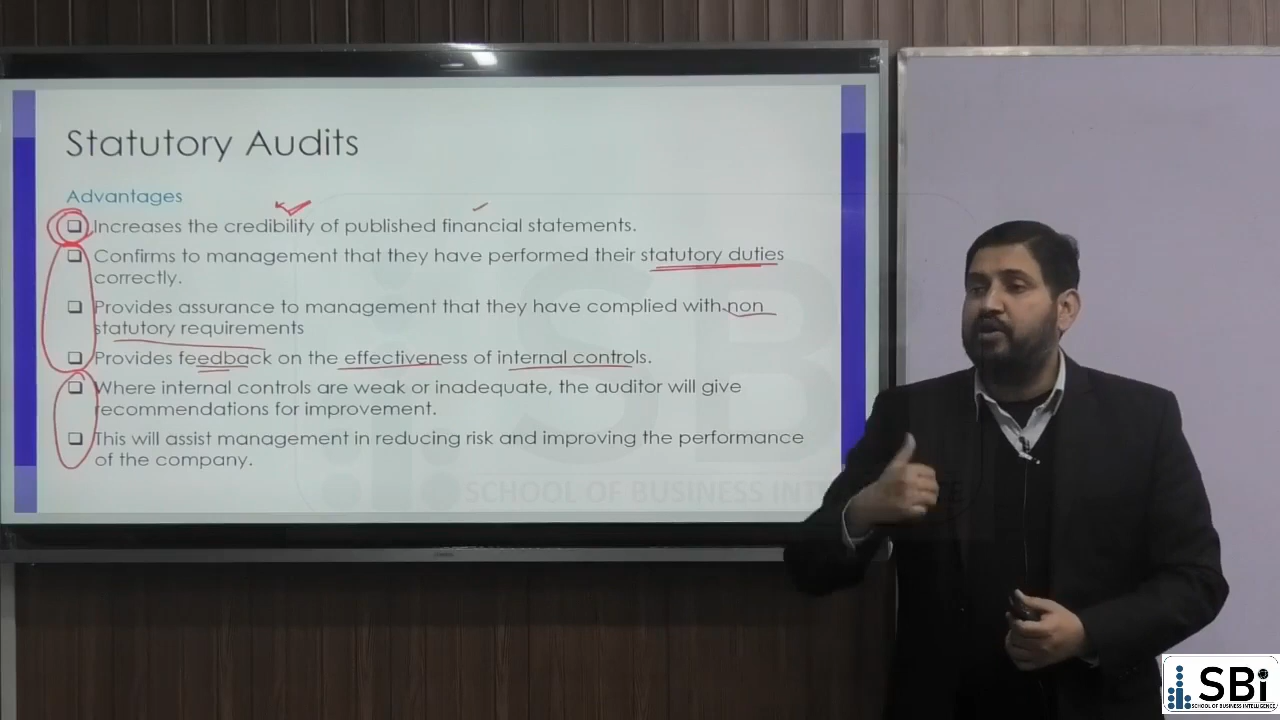 Statutory Audits
Advantages
❑ Increases the credibility of published financial statements.
❑ Confirms to management that they have performed their statutory duties
correctly.
❑ Provides assurance to management that they have complied with non
statutory requirements
❑ Provides feedback on the effectiveness of internal controls.
❑ Where internal controls are weak or inadequate, the auditor will give
recommendations for improvement.
❑ This will assist management in reducing risk and improving the performance
of the company.
SBi
SCHOOL OF BUSINESS INTELLIGENCE
SBi
SCHOOL OF BUSINESS INTELLIGENCE